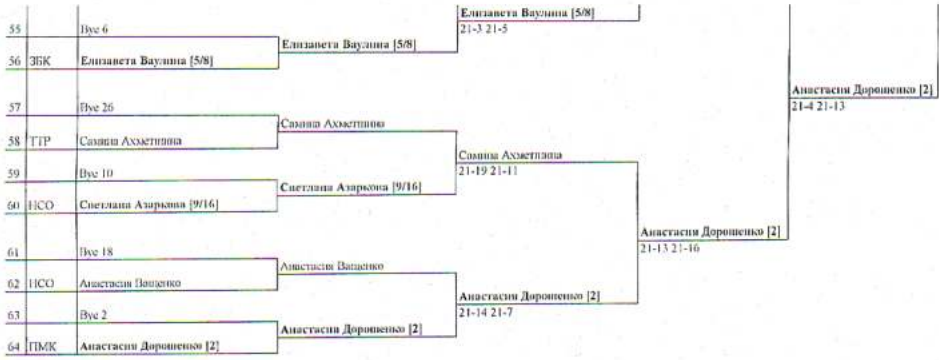 Елизавета Ваулина [5/8]
55 Bye 6 21-3 21-5
Елизавета Ваулина [5/8]
56 ЗБК Елизавета Ваулина [5/8]
Анастасия Дорошенко [2]
57 Bye 26 21-4 21-13
Самина Ахметшина
58 ТТР Самина Ахметшина
Самина Ахметшина
59 Bye 10 21-19 21-11
Светлана Азаркова [9/16]
60 НСО Светлана Азаркова [9/16]
Анастасия Дорошенко [2]
61 Bye 18 21-13 21-16
Анастасия Ващенко
62 НСО Анастасия Ващенко
Анастасия Дорошенко [2]
63 Bye 2 21-14 21-7
Анастасия Дорошенко [2]
64 ПМК Анастасия Дорошенко [2]